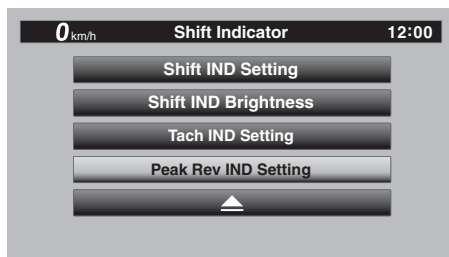 0 km/h Shift Indicator 12:00
Shift IND Setting
Shift IND Brightness
Tach IND Setting
Peak Rev IND Setting